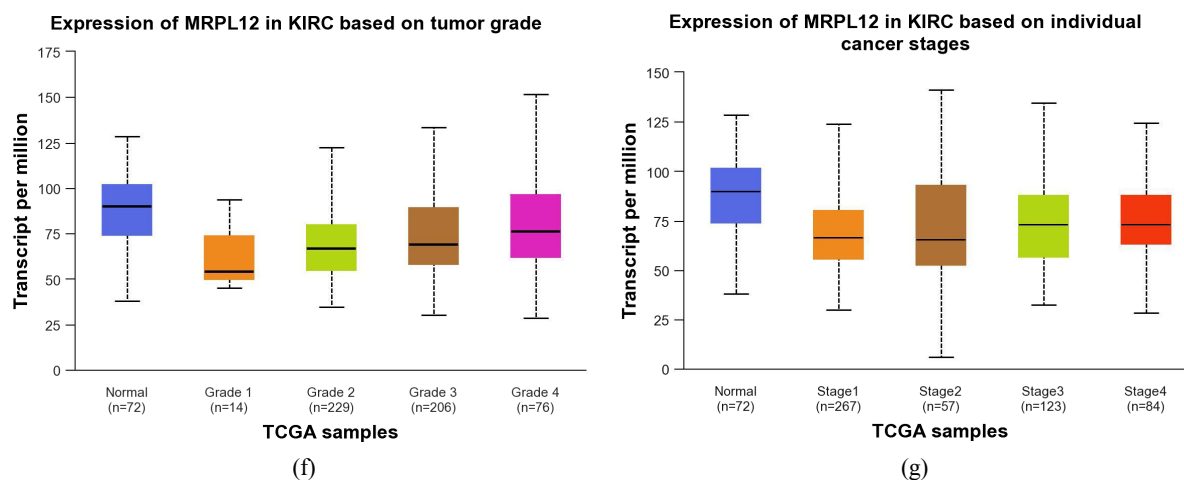 Expression of MRPL12 in KIRC based on tumor grade
175
150
125
100
75
50
25
0
Transcript per million
Normal
(n=72)
Grade 1
(n=14)
Grade 2
(n=229)
Grade 3
(n=206)
Grade 4
(n=76)
TCGA samples
(f)
Expression of MRPL12 in KIRC based on individual
cancer stages
150
125
100
75
50
25
0
Transcript per million
Normal
(n=72)
Stage1
(n=267)
Stage2
(n=57)
Stage3
(n=123)
Stage4
(n=84)
TCGA samples
(g)